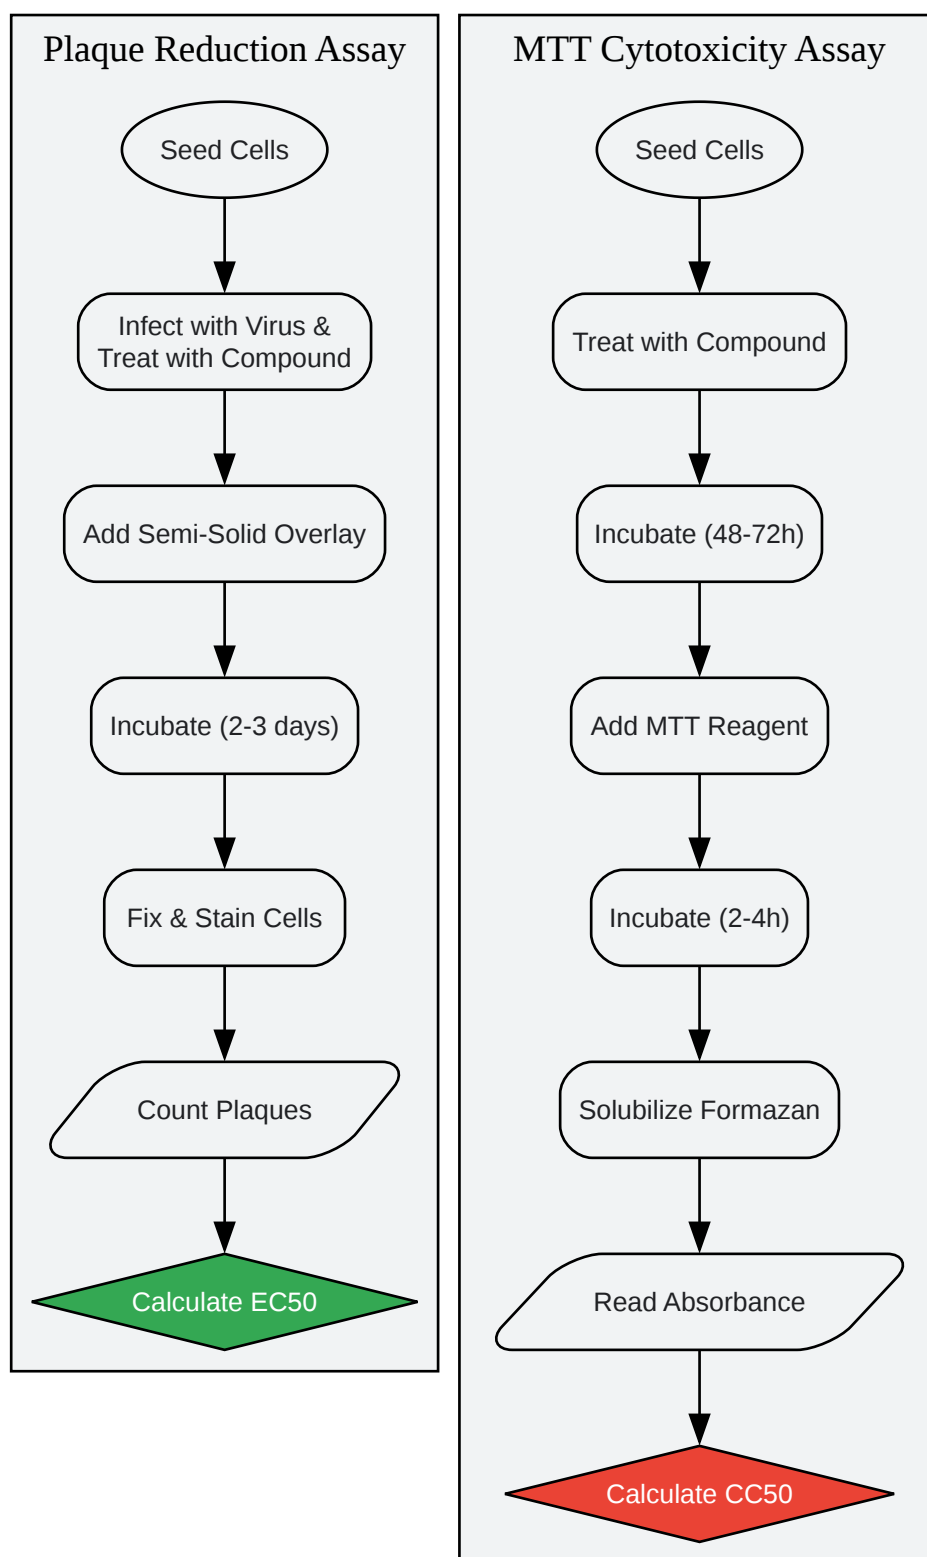 Plaque Reduction Assay
Seed Cells
Infect with Virus &
Treat with Compound
Add Semi-Solid Overlay
Incubate (2-3 days)
Fix & Stain Cells
Count Plaques
Calculate EC50
MTT Cytotoxicity Assay
Seed Cells
Treat with Compound
Incubate (48-72h)
Add MTT Reagent
Incubate (2-4h)
Solubilize Formazan
Read Absorbance
Calculate CC50